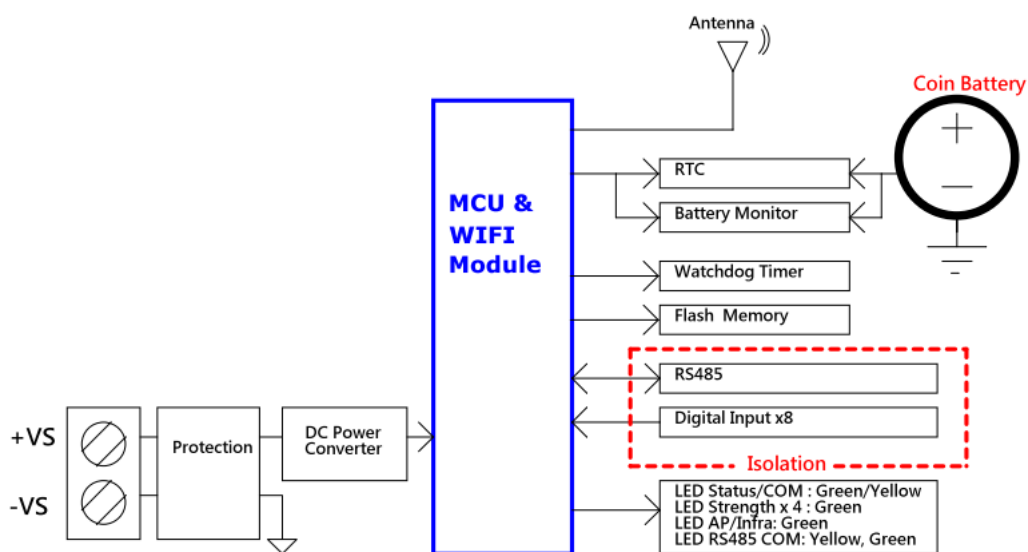 Antenna
Coin Battery
RTC
Battery Monitor
MCU &
WIFI
Module
Watchdog Timer
Flash Memory
RS485
Digital Input x8
Isolation
+VS
-VS
Protection
DC Power
Converter
LED Status/COM : Green/Yellow
LED Strength x 4 : Green
LED AP/Infra: Green
LED RS485 COM: Yellow, Green